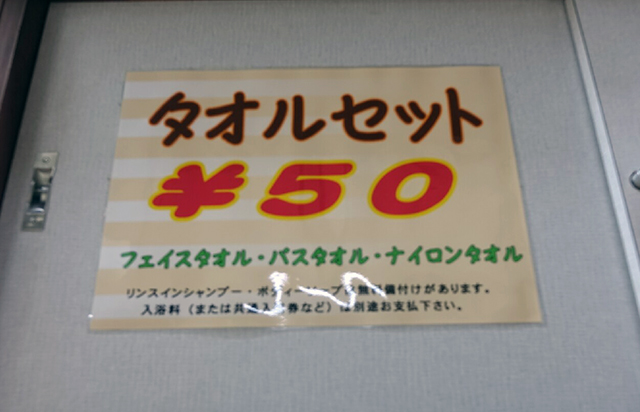 タオルセット
¥50
フェイスタオル・バスタオル・ナイロンタオル
リンスインシャンプー・ボディーソープ 無料備付けがあります。
入浴料（または共通入浴券など）は別途お支払下さい。